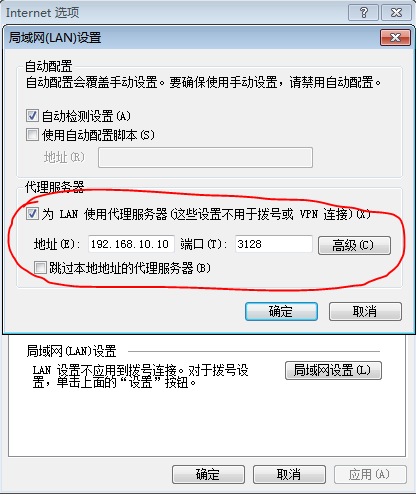 Internet 选项
局域网(LAN)设置
自动配置
自动配置会覆盖手动设置。要确保使用手动设置，请禁用自动配置。
自动检测设置(A)
使用自动配置脚本(S)
地址(R)
代理服务器
为 LAN 使用代理服务器(这些设置不用于拨号或 VPN 连接)(X)
地址(E): 192.168.10.10 端口(T): 3128 高级(C)
跳过本地地址的代理服务器(B)
确定 取消
局域网(LAN)设置
LAN 设置不应用到拨号连接。对于拨号设 局域网设置(L)
置，单击上面的“设置”按钮。
确定 取消 应用(A)